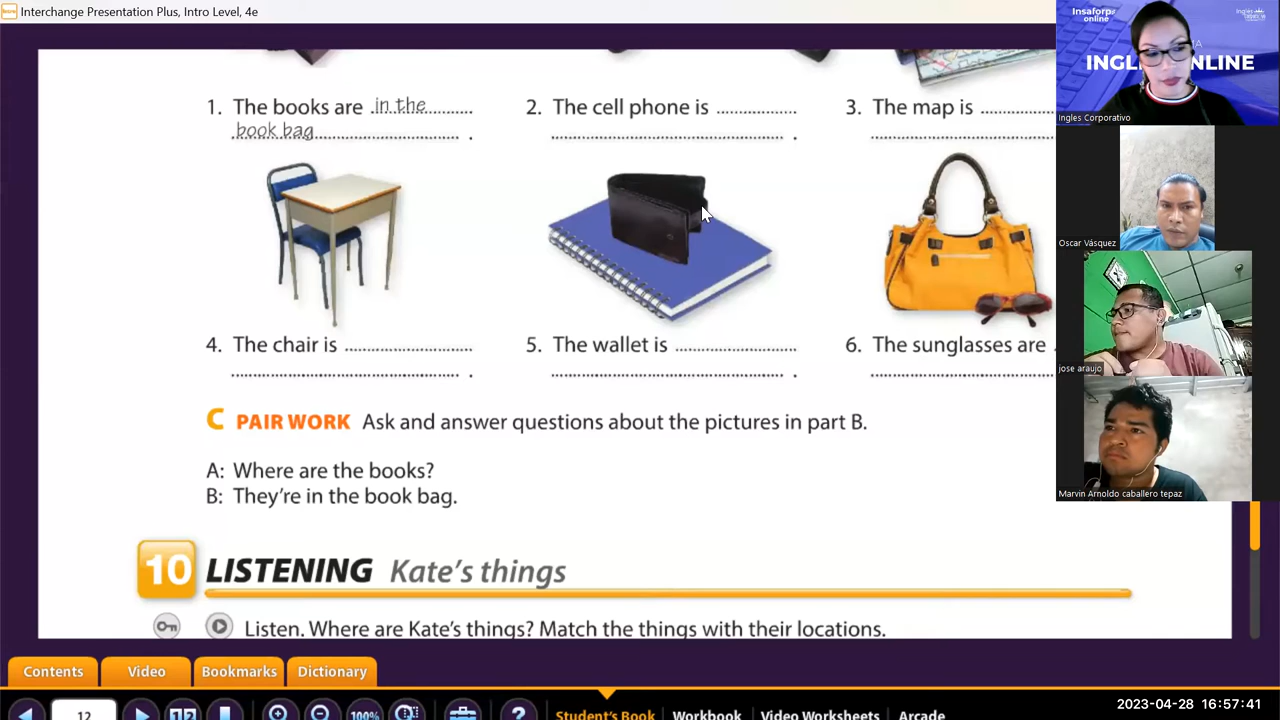 Interchange Presentation Plus, Intro Level, 4e
1. The books are in the
book bag .
2. The cell phone is ....................
.
3. The map is
4. The chair is ....................
.
5. The wallet is ....................
.
6. The sunglasses are
C PAIR WORK Ask and answer questions about the pictures in part B.
A: Where are the books?
B: They're in the book bag.
10 LISTENING Kate's things
Listen. Where are Kate's things? Match the things with their locations.
Contents Video Bookmarks Dictionary
12 100% ? Student's Book Workbook Video Worksheets Arcade
Insaforp
online
INGL ONLINE
Ingles Corporativo
Oscar Vásquez
jose araujo
Marvin Arnoldo caballero tepaz
2023-04-28 16:57:41